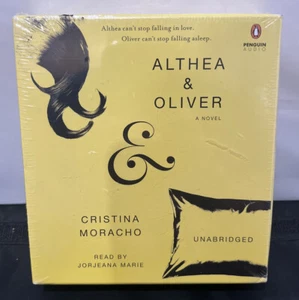 Althea can't stop falling in love.
Oliver can't stop falling asleep.
PENGUIN
AUDIO
ALTHEA
&
OLIVER
A NOVEL
&
CRISTINA
MORACHO
READ BY
JORJEANA MARIE
UNABRIDGED